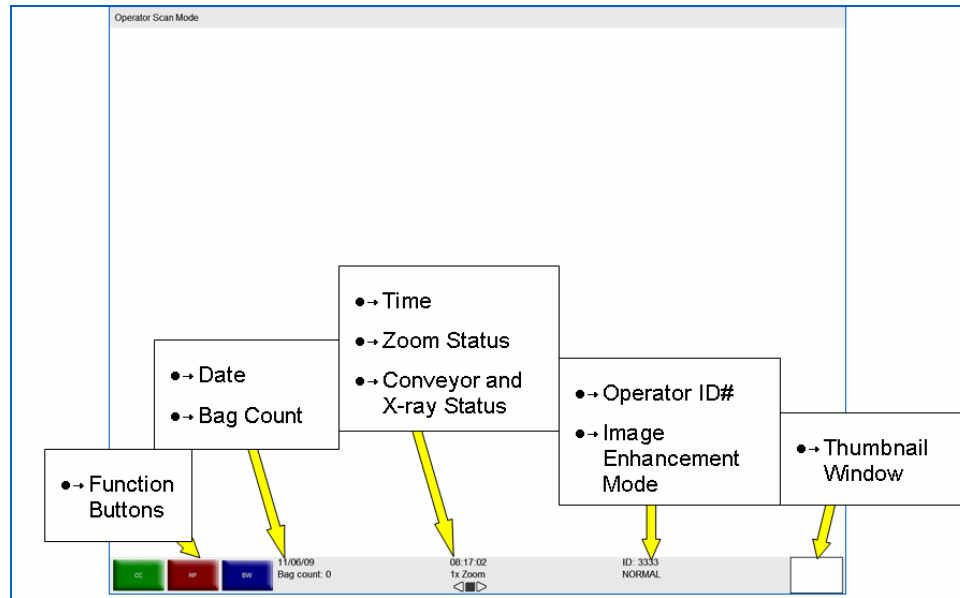 Operator Scan Mode
●→ Time
●→ Zoom Status
●→ Conveyor and
X-ray Status
●→ Date
●→ Bag Count
●→ Operator ID#
●→ Image
Enhancement
Mode
●→ Thumbnail
Window
●→ Function
Buttons
CC
HP
BW
11/06/09
Bag count: 0
08:17:02
1x Zoom
ID: 3333
NORMAL